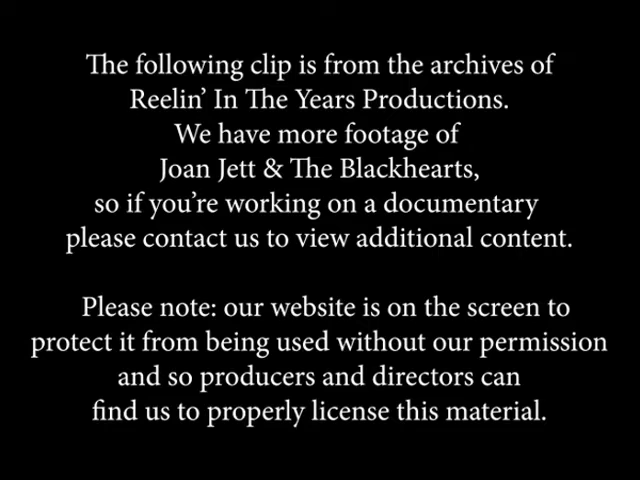 The following clip is from the archives of
Reelin’ In The Years Productions.
We have more footage of
Joan Jett & The Blackhearts,
so if you’re working on a documentary
please contact us to view additional content.
Please note: our website is on the screen to
protect it from being used without our permission
and so producers and directors can
find us to properly license this material.